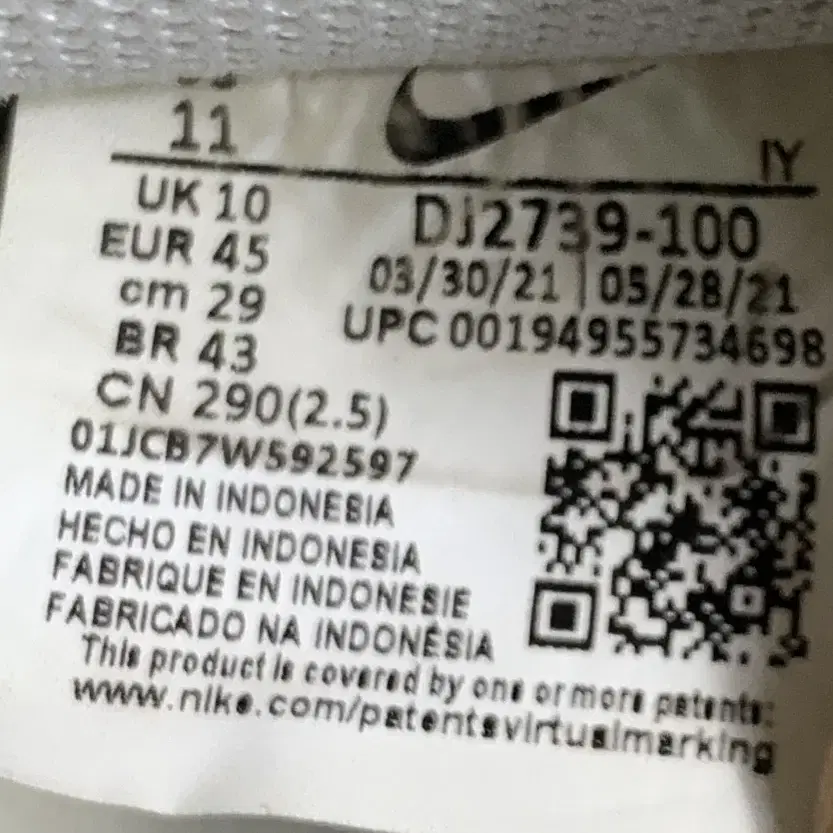 11
IY
UK 10
DJ2739-100
EUR 45
03/30/21 | 05/28/21
cm 29
UPC 00194955734698
BR 43
CN 290(2.5)
01JCB7W592597
MADE IN INDONESIA
HECHO EN INDONESIA
FABRIQUE EN INDONESIE
FABRICADO NA INDONÉSIA
This product is covered by one or more patents:
www.nike.com/patentsvirtualmarking